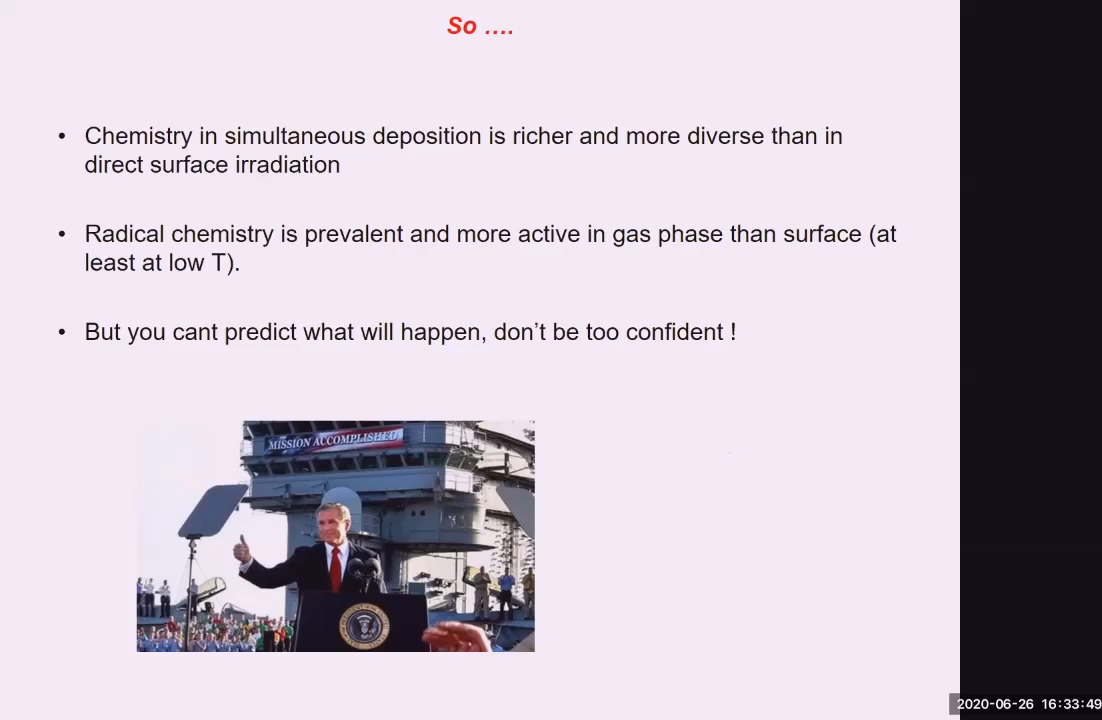 So ....
• Chemistry in simultaneous deposition is richer and more diverse than in
direct surface irradiation
• Radical chemistry is prevalent and more active in gas phase than surface (at
least at low T).
• But you cant predict what will happen, don’t be too confident !
MISSION ACCOMPLISHED
2020-06-26 16:33:49